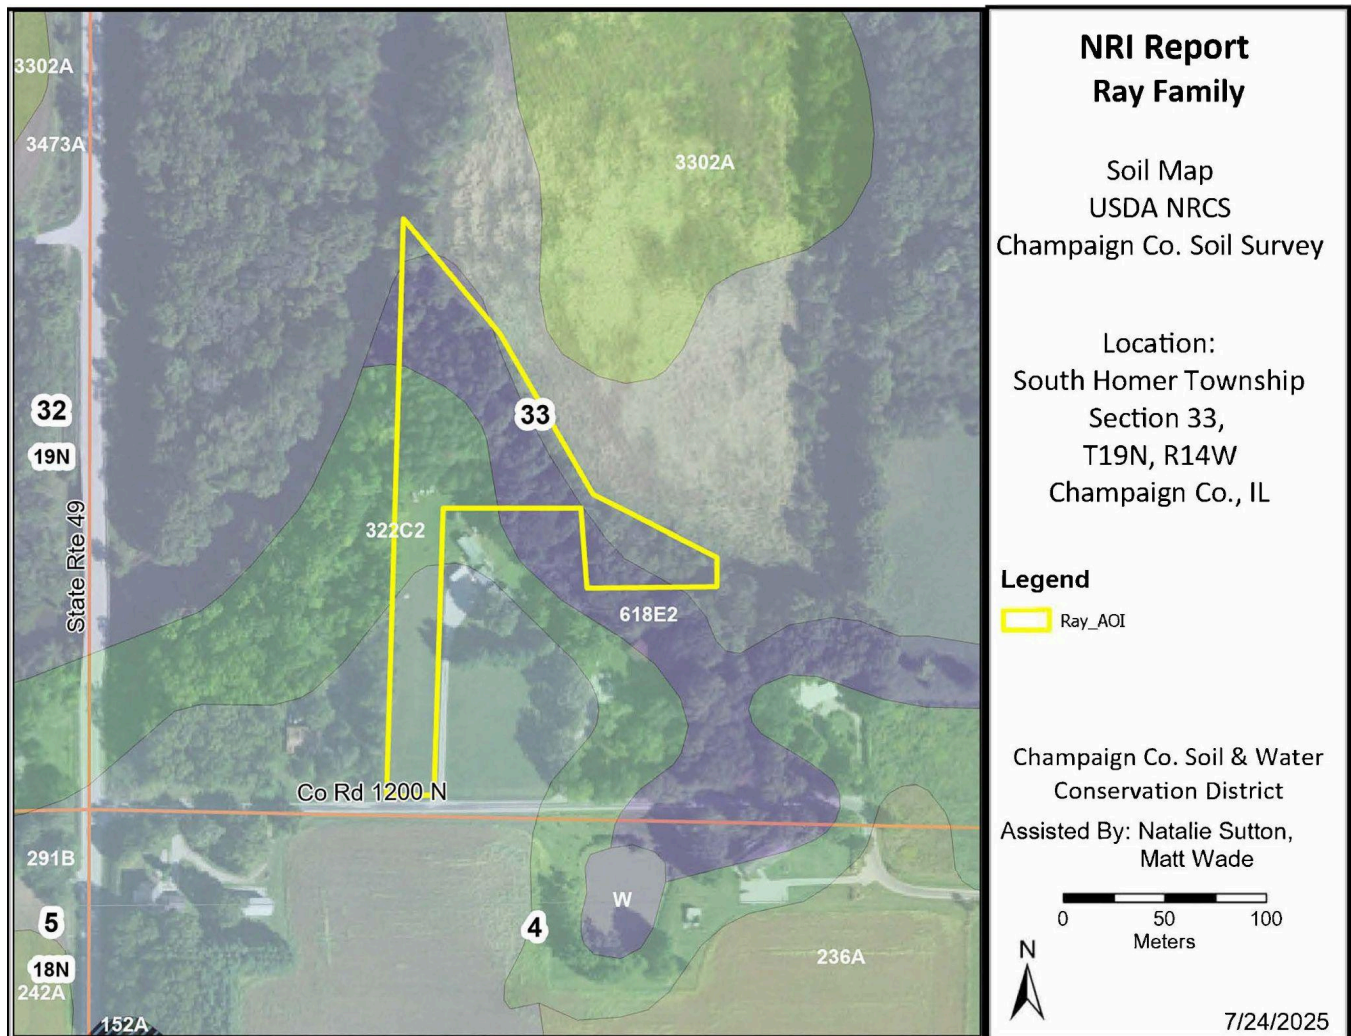 3302A
3473A
3302A
32
19N
33
State Rte 49
322C2
618E2
Co Rd 1200 N
291B
W
5
4
18N
236A
242A
152A
NRI Report
Ray Family
Soil Map
USDA NRCS
Champaign Co. Soil Survey
Location:
South Homer Township
Section 33,
T19N, R14W
Champaign Co., IL
Legend
Ray_AOI
Champaign Co. Soil & Water
Conservation District
Assisted By: Natalie Sutton,
Matt Wade
0 50 100
Meters
N
7/24/2025